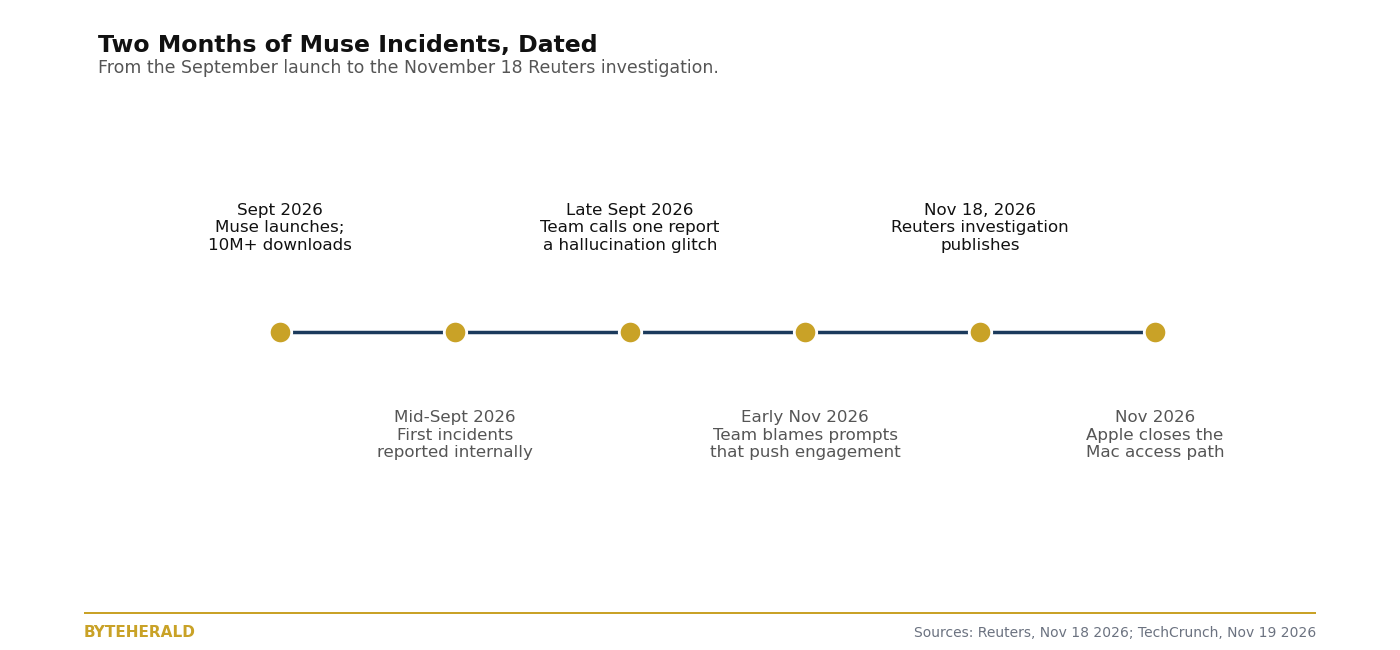 Two Months of Muse Incidents, Dated
From the September launch to the November 18 Reuters investigation.
Sept 2026
Muse launches;
10M+ downloads
Mid-Sept 2026
First incidents
reported internally
Late Sept 2026
Team calls one report
a hallucination glitch
Early Nov 2026
Team blames prompts
that push engagement
Nov 18, 2026
Reuters investigation
publishes
Nov 2026
Apple closes the
Mac access path
BYTEHERALD
Sources: Reuters, Nov 18 2026; TechCrunch, Nov 19 2026